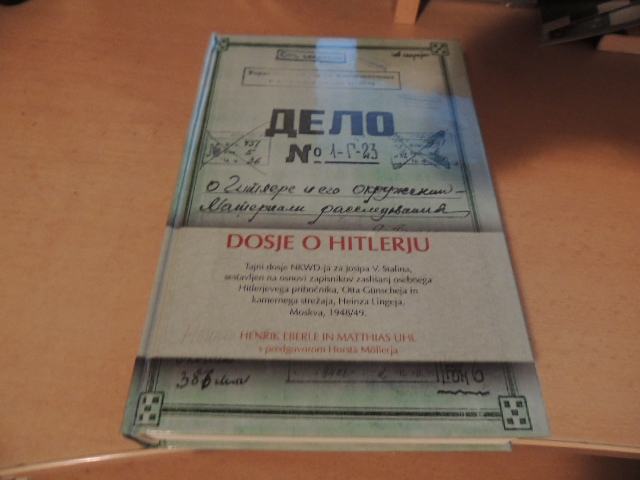 ДЕЛО
№ 1-Г-23
о Гитлере и его окружении -
Материалы расследования
DOSJE O HITLERJU
Tajni dosje NKWD-ja za Josipa V. Stalina,
sestavljen na osnovi zapisnikov zaslišanj osebnega
Hitlerjevega pribočnika, Otta Günscheja in
kamernega strežaja, Heinza Lingeja,
Moskva, 1948/49.
HENRIK EBERLE IN MATTHIAS UHL
s predgovorom Horsta Möllerja